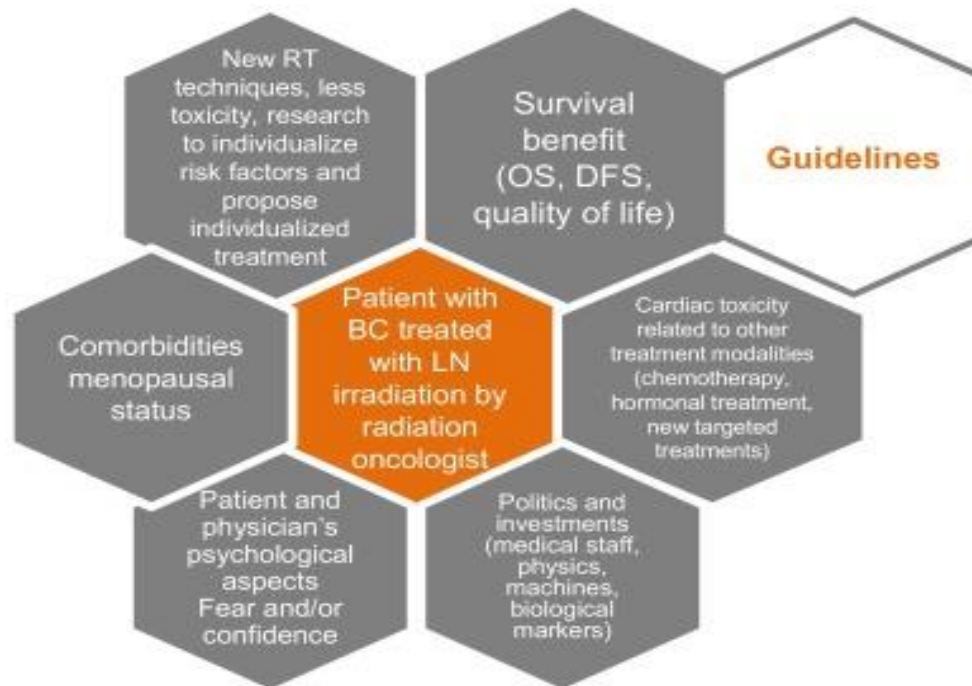 New RT
techniques, less
toxicity, research
to individualize
risk factors and
propose
individualized
treatment
Survival
benefit
(OS, DFS,
quality of life)
Guidelines
Comorbidities
menopausal
status
Patient with
BC treated
with LN
irradiation by
radiation
oncologist
Cardiac toxicity
related to other
treatment modalities
(chemotherapy,
hormonal treatment,
new targeted
treatments)
Patient and
physician`s
psychological
aspects
Fear and/or
confidence
Politics and
investments
(medical staff,
physics,
machines,
biological
markers)